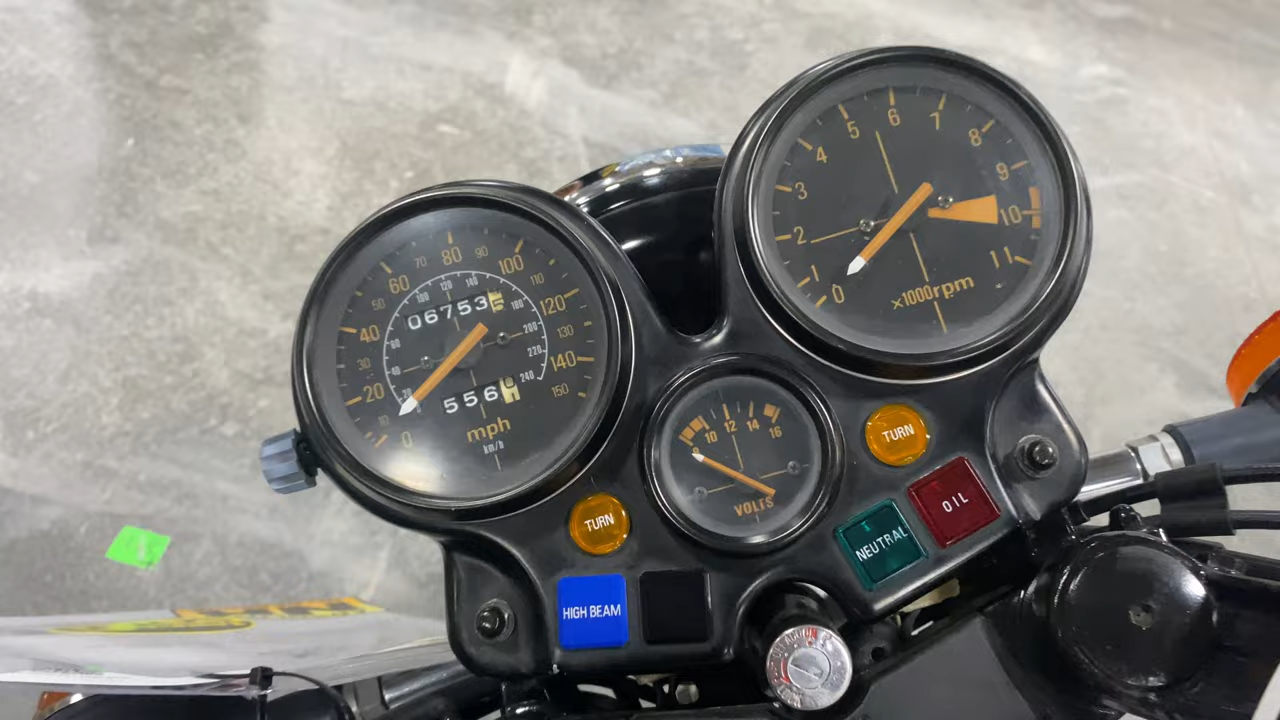 10 20 30 40 50 60 70 80 90 100 110 120 130 140 150
0
20 40 60 100 120 140 180 200 220 240
06753
556
mph
km/h
0 1 2 3 4 5 6 7 8 9 10 11
x1000rpm
8 10 12 14 16
VOLTS
TURN
TURN
HIGH BEAM
NEUTRAL
OIL